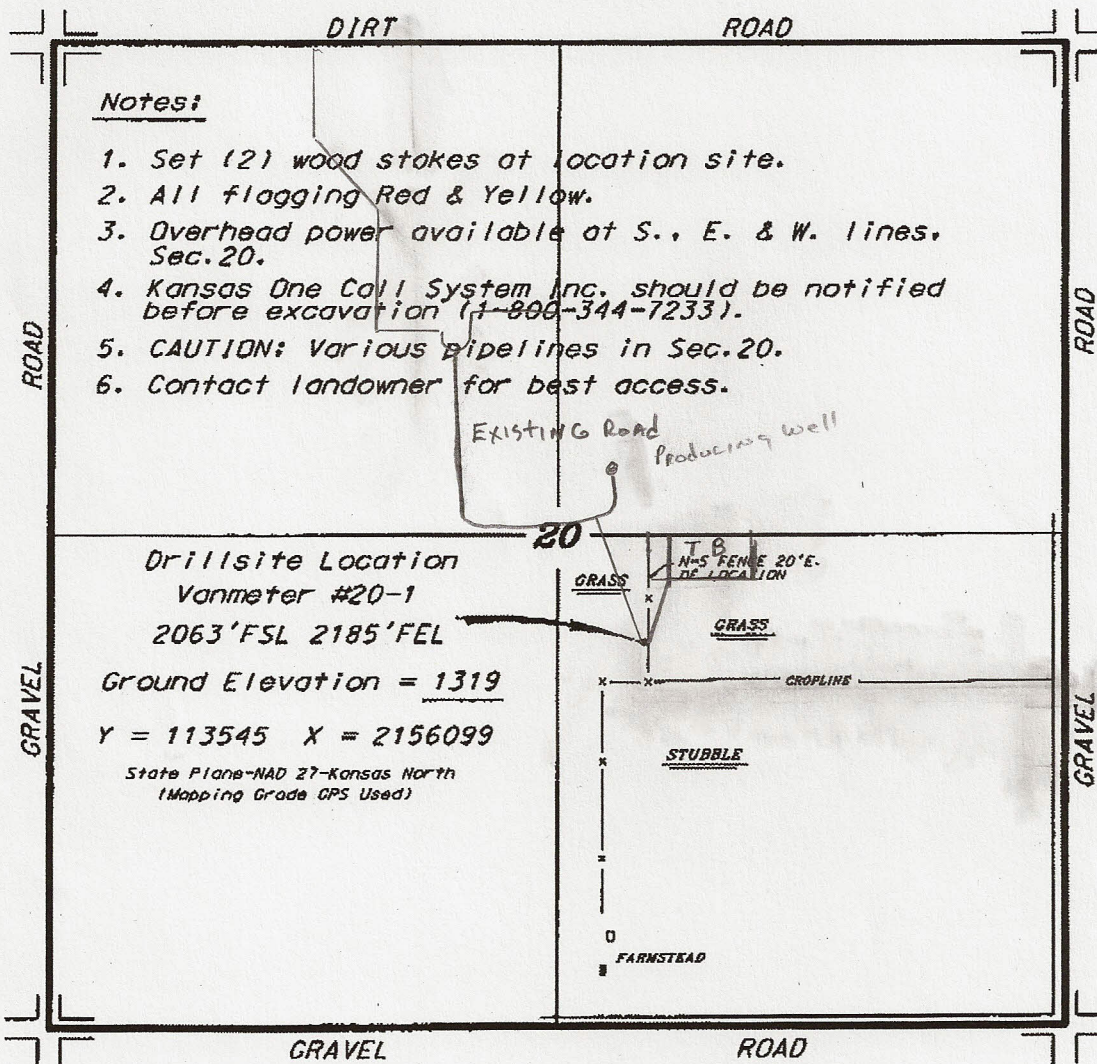 DIRT ROAD
Notes:
1. Set (2) wood stakes at location site.
2. All flagging Red & Yellow.
3. Overhead power available at S., E. & W. lines,
Sec.20.
4. Kansas One Call System Inc. should be notified
before excavation (1-800-344-7233).
5. CAUTION: Various pipelines in Sec.20.
6. Contact landowner for best access.
ROAD
ROAD
EXISTING ROAD
Producing well
20
Drillsite Location
Vanmeter #20-1
2063'FSL 2185'FEL
Ground Elevation = 1319
Y = 113545 X = 2156099
State Plane-NAD 27-Kansas North
(Mapping Grade GPS Used)
T B
N-S FENCE 20'E.
OF LOCATION
GRASS
GRASS
CROPLINE
STUBBLE
FARMSTEAD
GRAVEL
GRAVEL
GRAVEL ROAD